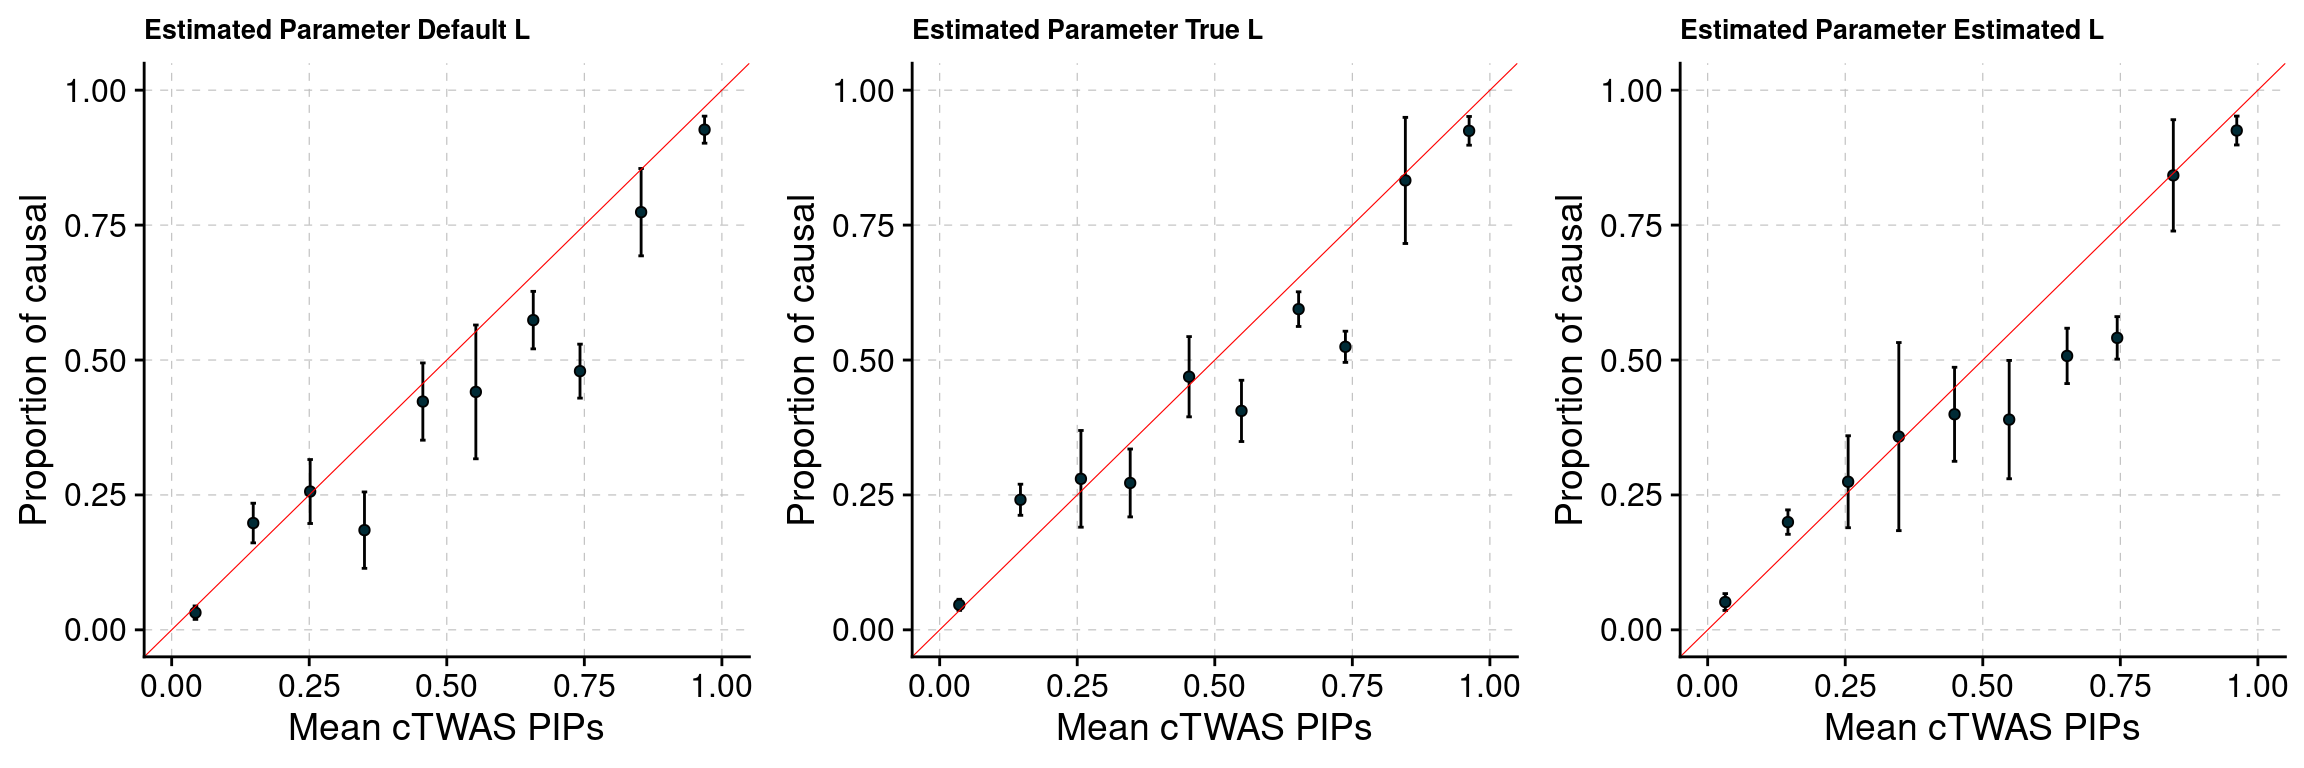 Estimated Parameter Default L
1.00
0.75
0.50
0.25
0.00
Proportion of causal
0.00 0.25 0.50 0.75 1.00
Mean cTWAS PIPs
Estimated Parameter True L
1.00
0.75
0.50
0.25
0.00
Proportion of causal
0.00 0.25 0.50 0.75 1.00
Mean cTWAS PIPs
Estimated Parameter Estimated L
1.00
0.75
0.50
0.25
0.00
Proportion of causal
0.00 0.25 0.50 0.75 1.00
Mean cTWAS PIPs